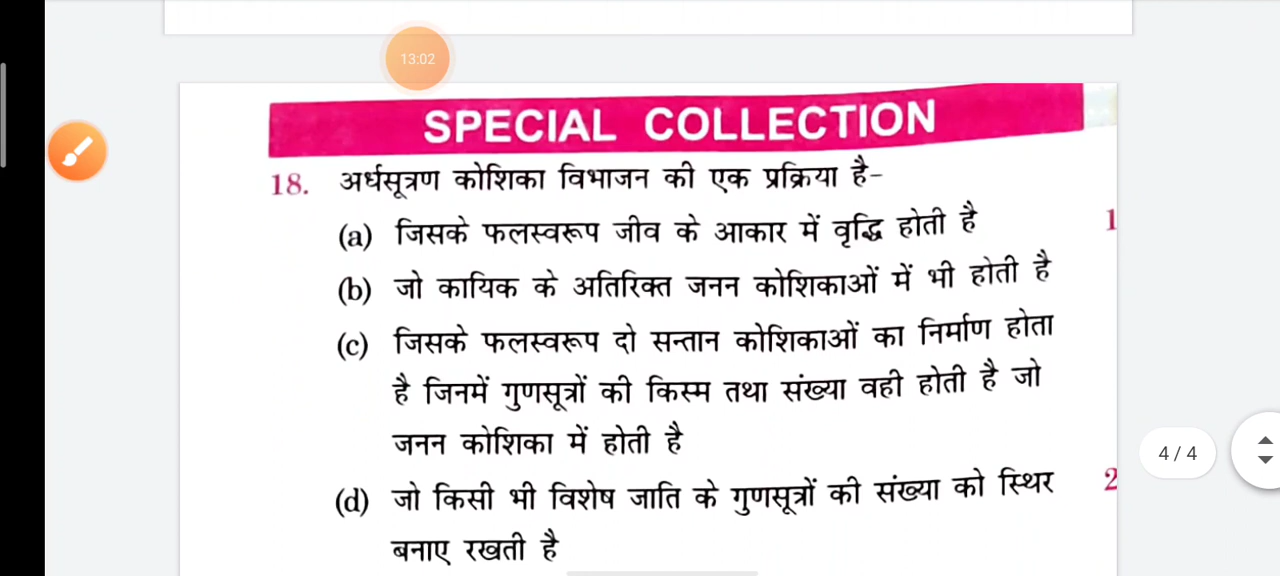 13:02
SPECIAL COLLECTION
18. अर्धसूत्रण कोशिका विभाजन की एक प्रक्रिया है-
(a) जिसके फलस्वरूप जीव के आकार में वृद्धि होती है
1
(b) जो कायिक के अतिरिक्त जनन कोशिकाओं में भी होती है
(c) जिसके फलस्वरूप दो सन्तान कोशिकाओं का निर्माण होता
है जिनमें गुणसूत्रों की किस्म तथा संख्या वही होती है जो
जनन कोशिका में होती है
4 / 4
(d) जो किसी भी विशेष जाति के गुणसूत्रों की संख्या को स्थिर
2
बनाए रखती है